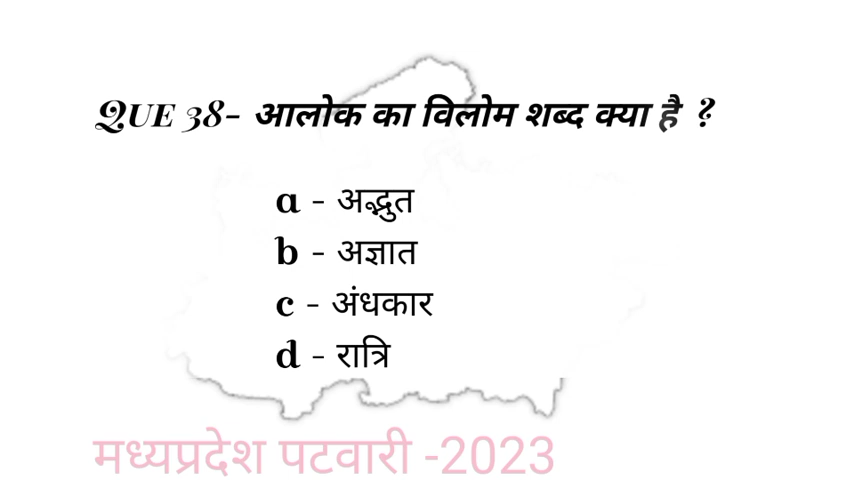 QUE 38- आलोक का विलोम शब्द क्या है ?
a - अद्भुत
b - अज्ञात
c - अंधकार
d - रात्रि
मध्यप्रदेश पटवारी -2023